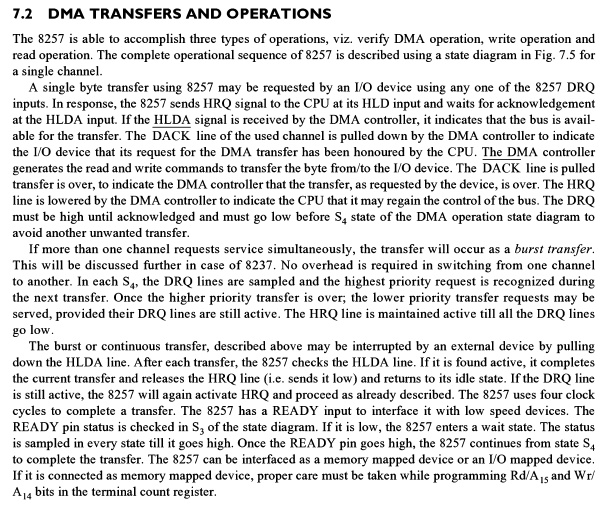 7.2 DMA TRANSFERS AND OPERATIONS
The 8257 is able to accomplish three types of operations, viz. verify DMA operation, write operation and
read operation. The complete operational sequence of 8257 is described using a state diagram in Fig. 7.5 for
a single channel.
A single byte transfer using 8257 may be requested by an I/O device using any one of the 8257 DRQ
inputs. In response, the 8257 sends HRQ signal to the CPU at its HLD input and waits for acknowledgement
at the HLDA input. If the HLDA signal is received by the DMA controller, it indicates that the bus is avail-
able for the transfer. The DACK line of the used channel is pulled down by the DMA controller to indicate
the I/O device that its request for the DMA transfer has been honoured by the CPU. The DMA controller
generates the read and write commands to transfer the byte from/to the I/O device. The DACK line is pulled
transfer is over, to indicate the DMA controller that the transfer, as requested by the device, is over. The HRQ
line is lowered by the DMA controller to indicate the CPU that it may regain the control of the bus. The DRQ
must be high until acknowledged and must go low before S4 state of the DMA operation state diagram to
avoid another unwanted transfer.
If more than one channel requests service simultaneously, the transfer will occur as a burst transfer.
This will be discussed further in case of 8237. No overhead is required in switching from one channel
to another. In each S4, the DRQ lines are sampled and the highest priority request is recognized during
the next transfer. Once the higher priority transfer is over; the lower priority transfer requests may be
served, provided their DRQ lines are still active. The HRQ line is maintained active till all the DRQ lines
go low.
The burst or continuous transfer, described above may be interrupted by an external device by pulling
down the HLDA line. After each transfer, the 8257 checks the HLDA line. If it is found active, it completes
the current transfer and releases the HRQ line (i.e. sends it low) and returns to its idle state. If the DRQ line
is still active, the 8257 will again activate HRQ and proceed as already described. The 8257 uses four clock
cycles to complete a transfer. The 8257 has a READY input to interface it with low speed devices. The
READY pin status is checked in S3 of the state diagram. If it is low, the 8257 enters a wait state. The status
is sampled in every state till it goes high. Once the READY pin goes high, the 8257 continues from state S4
to complete the transfer. The 8257 can be interfaced as a memory mapped device or an I/O mapped device.
If it is connected as memory mapped device, proper care must be taken while programming Rd/A15 and Wr/
A14 bits in the terminal count register.